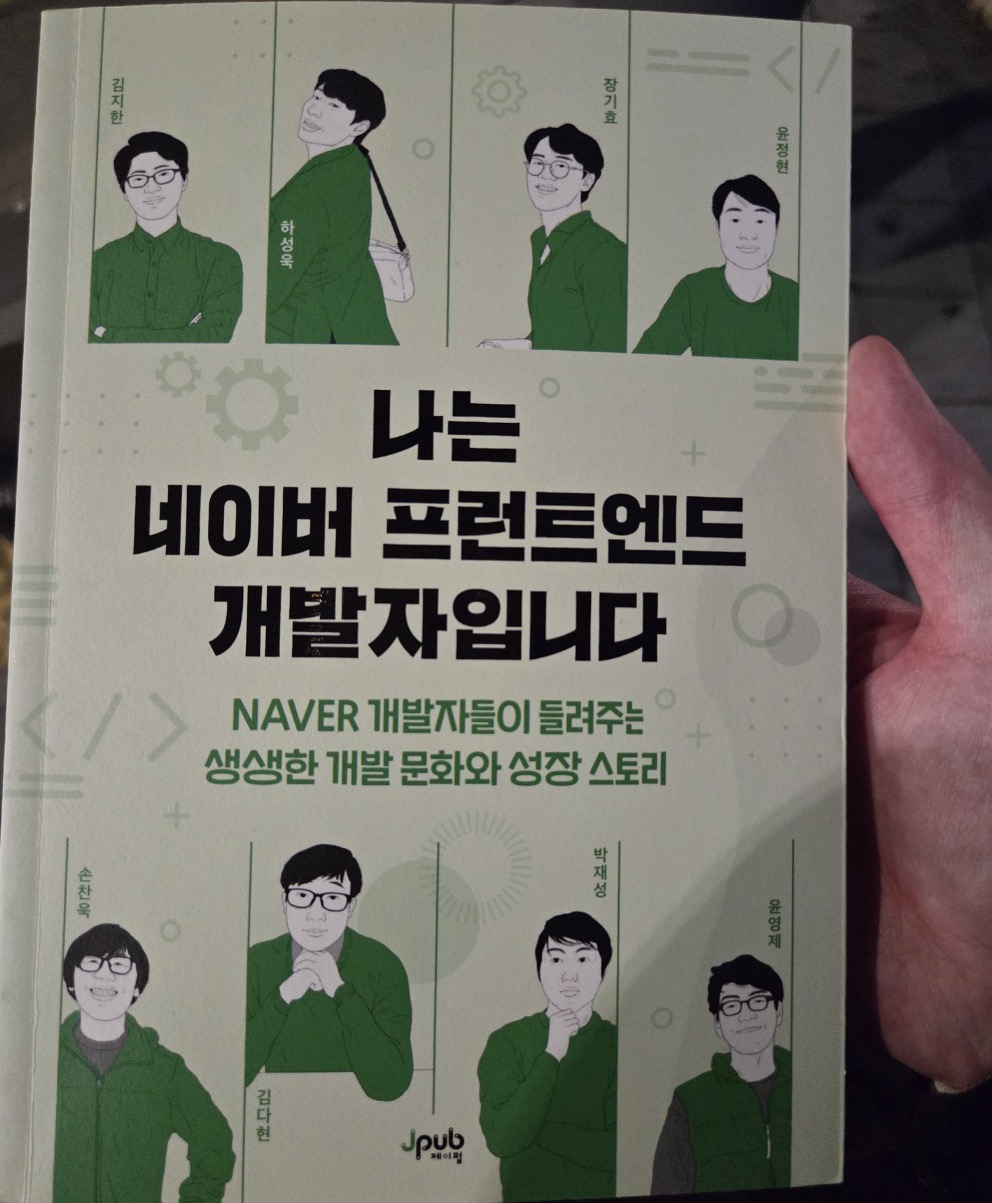 김지한
하성욱
장기효
윤정현
나는
네이버 프런트엔드
개발자입니다
NAVER 개발자들이 들려주는
생생한 개발 문화와 성장 스토리
손찬욱
김다현
박재성
윤영제
Jpub
제이펍